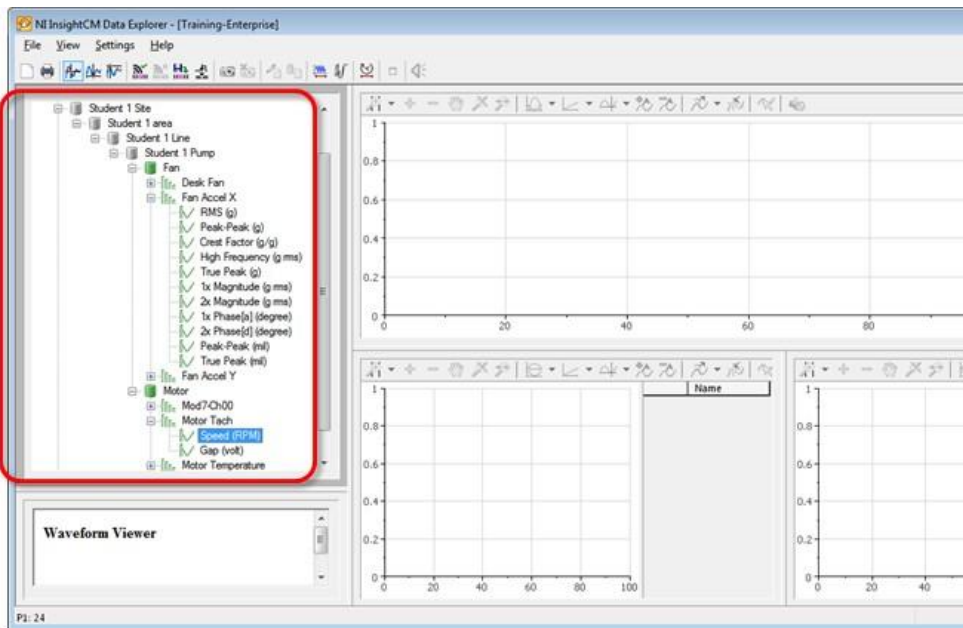 NI InsightCM Data Explorer - [Training-Enterprise]
File View Settings Help
Student 1 Site
Student 1 area
Student 1 Line
Student 1 Pump
Fan
Desk Fan
Fan Accel X
RMS (g)
Peak-Peak (g)
Crest Factor (g/g)
High Frequency (g rms)
True Peak (g)
1x Magnitude (g rms)
2x Magnitude (g rms)
1x Phase[a] (degree)
2x Phase[d] (degree)
Peak-Peak (mil)
True Peak (mil)
Fan Accel Y
Motor
Mod7-Ch00
Motor Tach
Speed (RPM)
Gap (volt)
Motor Temperature
Waveform Viewer
P1: 24
1
0.8
0.6
0.4
0.2
0
0 20 40 60 80
Name
1
0.8
0.6
0.4
0.2
0
0 20 40 60 80 100
1
0.8
0.6
0.4
0.2
0
0 20 40